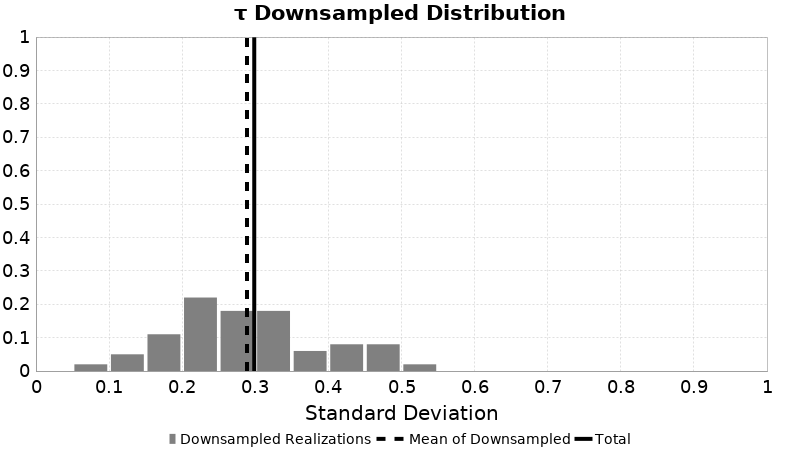 τ Downsampled Distribution
1
0.9
0.8
0.7
0.6
0.5
0.4
0.3
0.2
0.1
0
0 0.1 0.2 0.3 0.4 0.5 0.6 0.7 0.8 0.9 1
Standard Deviation
Downsampled Realizations Mean of Downsampled Total